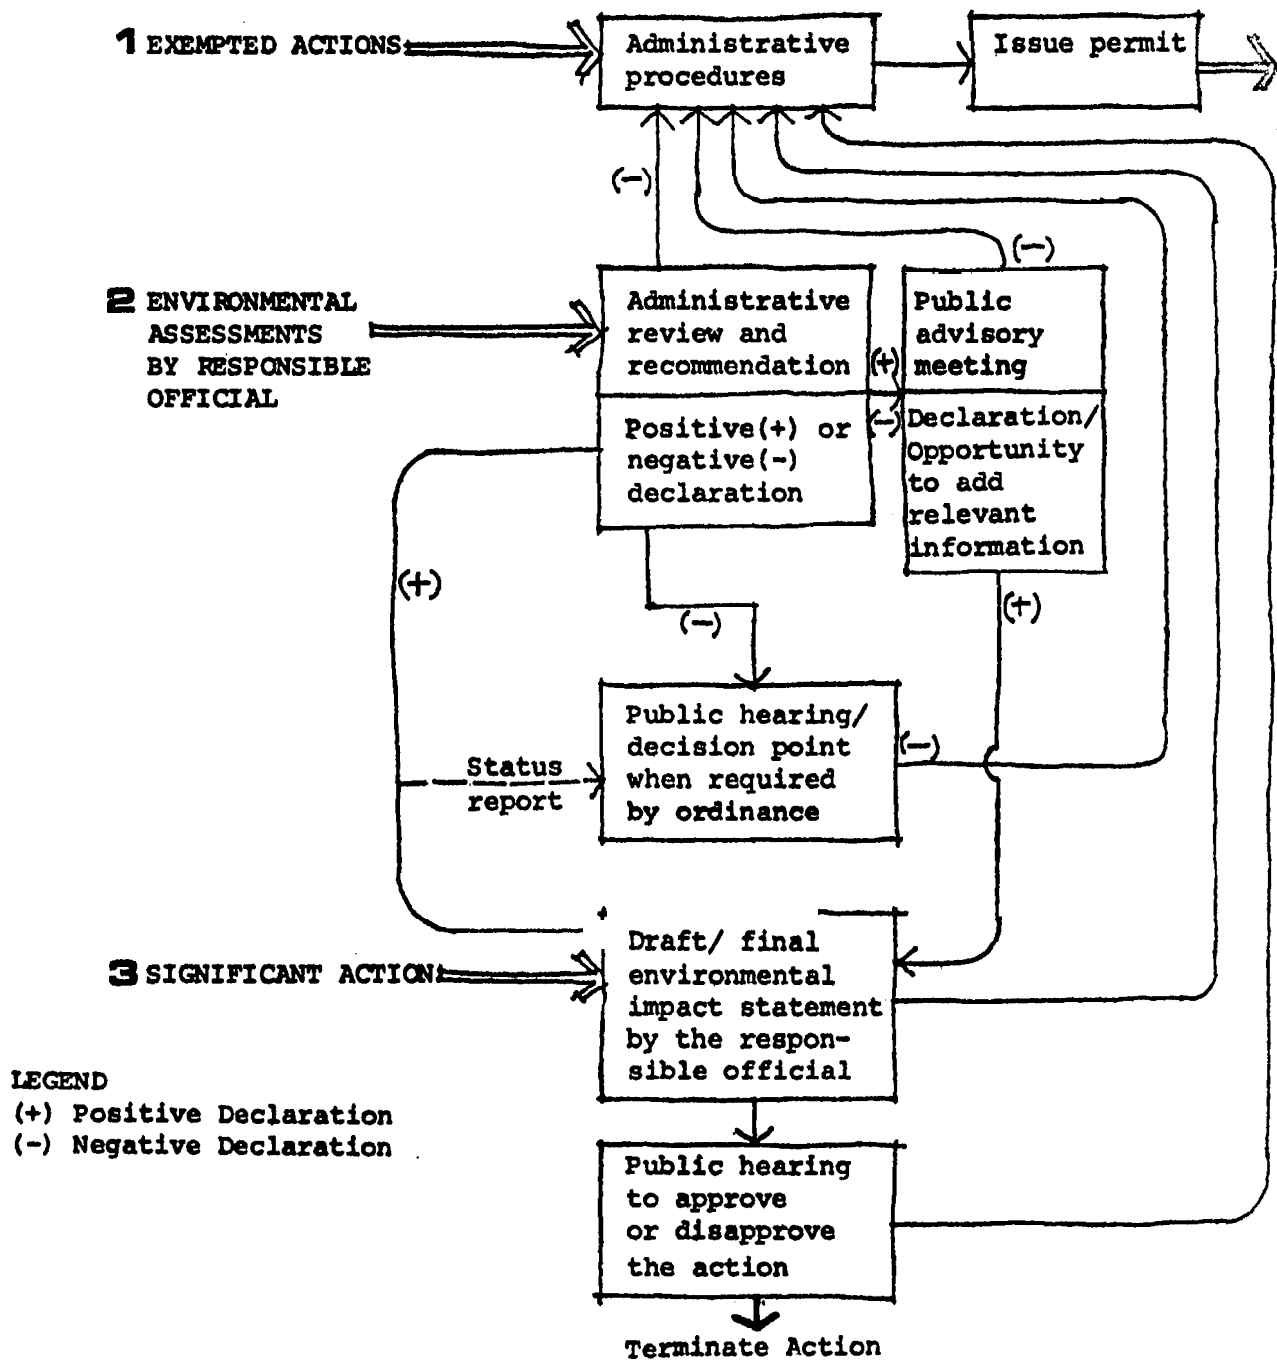 1 EXEMPTED ACTIONS
Administrative
procedures
Issue permit
(-)
(-)
2 ENVIRONMENTAL
ASSESSMENTS
BY RESPONSIBLE
OFFICIAL
Administrative
review and
recommendation
(+)
(-)
Public
advisory
meeting
Positive(+) or
negative(-)
declaration
Declaration/
Opportunity
to add
relevant
information
(+)
(-)
(+)
Public hearing/
decision point
when required
by ordinance
(-)
Status
report
3 SIGNIFICANT ACTION
Draft/ final
environmental
impact statement
by the respon-
sible official
LEGEND
(+) Positive Declaration
(-) Negative Declaration
Public hearing
to approve
or disapprove
the action
Terminate Action